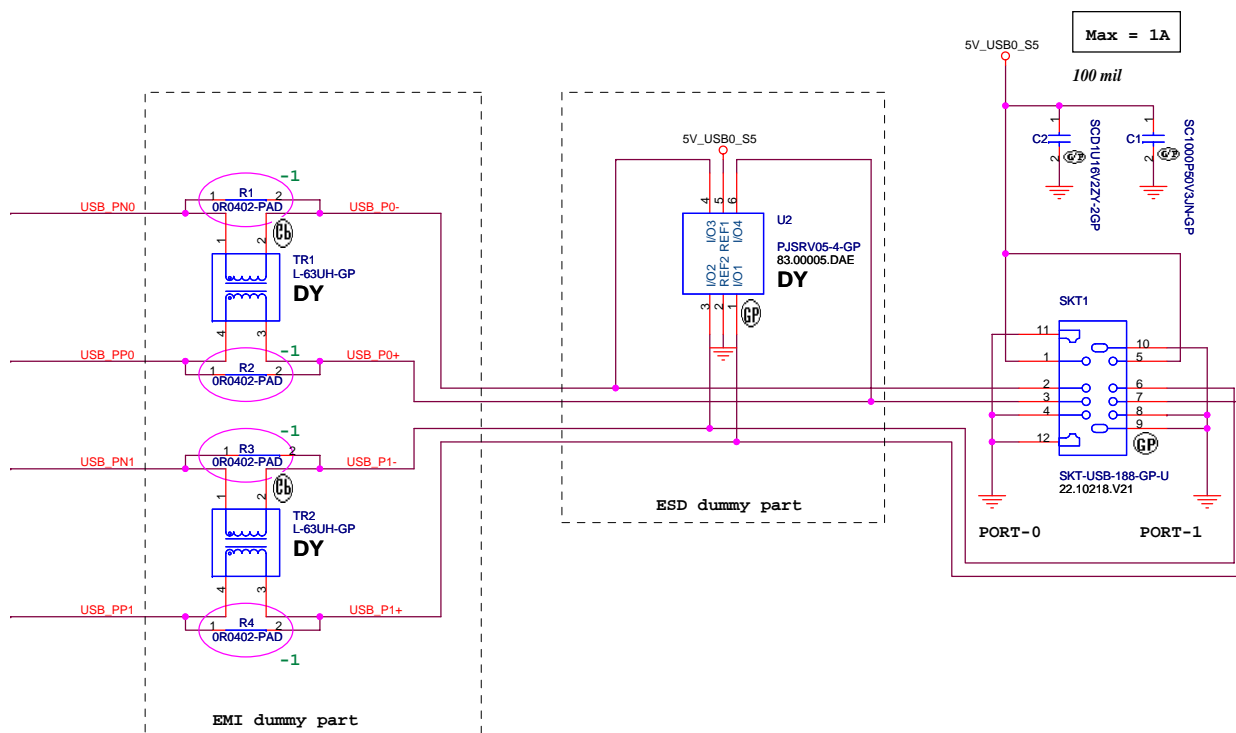 Max = 1A
5V_USB0_S5
100 mil
1
C2
2
G/P
SCD1U16V2ZY-2GP
1
C1
2
G/P
SC1000P50V3JN-GP
-1
1
R1
2
0R0402-PAD
USB_PN0
USB_P0-
1
2
TR1
L-63UH-GP
DY
4
3
USB_PP0
USB_P0+
-1
1
R2
2
0R0402-PAD
-1
1
R3
2
0R0402-PAD
USB_PN1
USB_P1-
1
2
TR2
L-63UH-GP
DY
4
3
USB_PP1
USB_P1+
1
R4
2
0R0402-PAD
-1
EMI dummy part
5V_USB0_S5
4
5
6
I/O3
REF1
I/O4
I/O2
REF2
I/O1
3
2
1
U2
PJSRV05-4-GP
83.00005.DAE
DY
GP
ESD dummy part
SKT1
11
10
1
5
2
6
3
7
4
8
9
12
GP
SKT-USB-188-GP-U
22.10218.V21
PORT-0
PORT-1